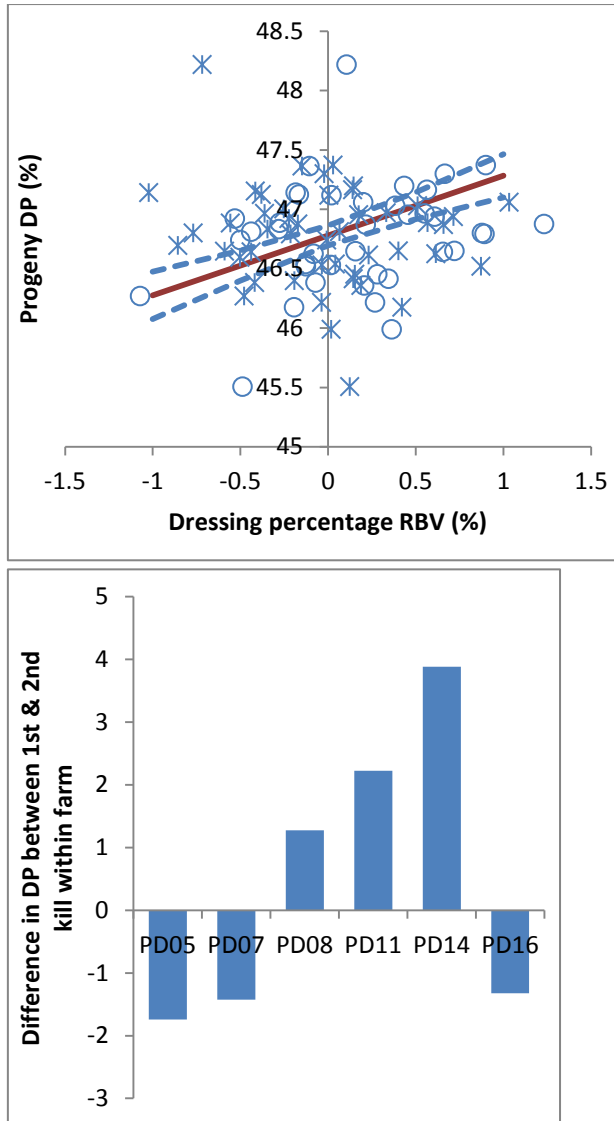 48.5
48
47.5
47
46.5
46
45.5
45
Progeny DP (%)
-1.5 -1 -0.5 0 0.5 1 1.5
Dressing percentage RBV (%)
5
4
3
2
1
0
-1
-2
-3
Difference in DP between 1st & 2nd
kill within farm
PD05 PD07 PD08 PD11 PD14 PD16